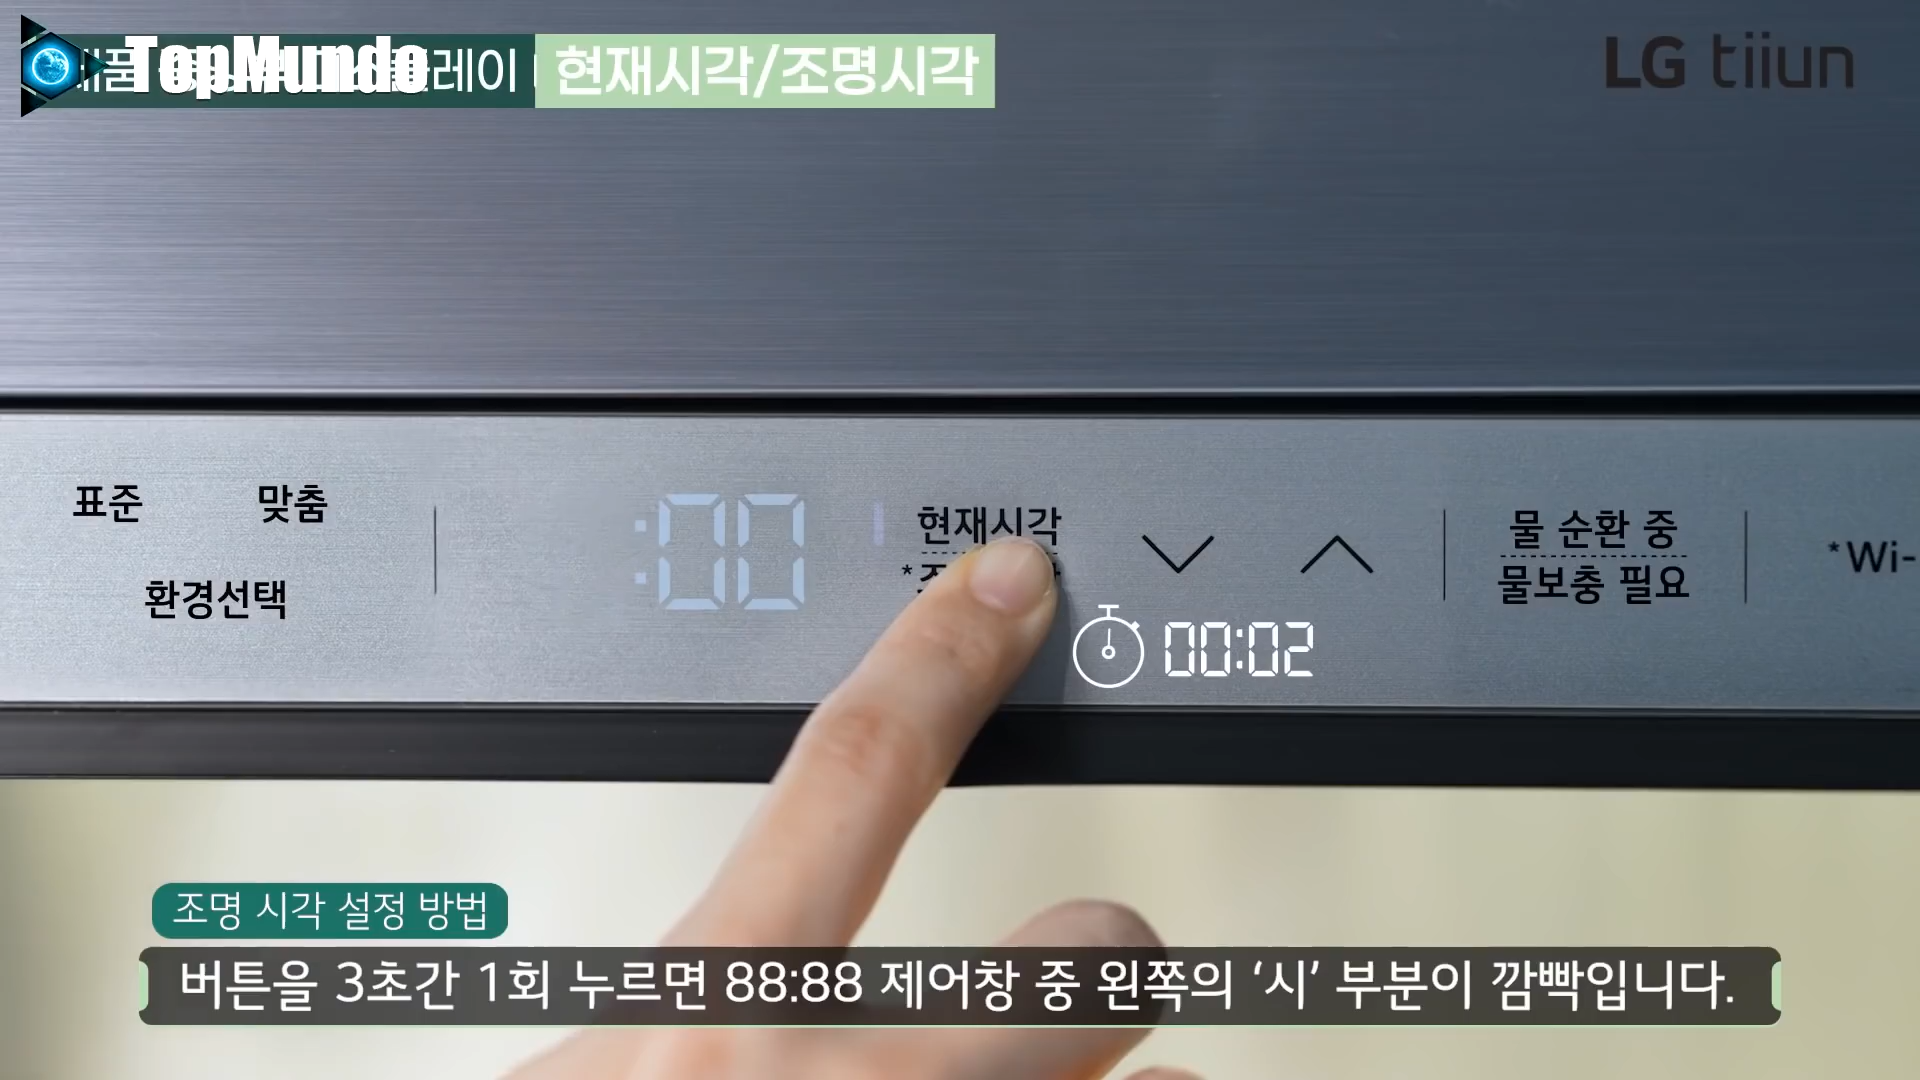 TopMundo
현재시각/조명시각
LG tiiun
표준
맞춤
환경선택
:00
현재시각
물 순환 중
물보충 필요
*Wi-
00:02
조명 시각 설정 방법
버튼을 3초간 1회 누르면 88:88 제어창 중 왼쪽의 ‘시’ 부분이 깜빡입니다.